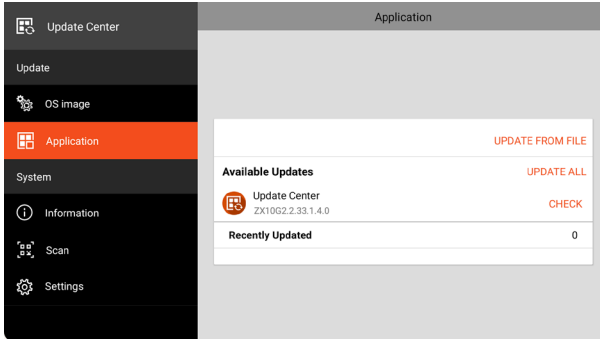 Update Center
Application
Update
OS image
Application
System
Information
Scan
Settings
UPDATE FROM FILE
Available Updates
UPDATE ALL
Update Center
ZX10G2.2.33.1.4.0
CHECK
Recently Updated
0